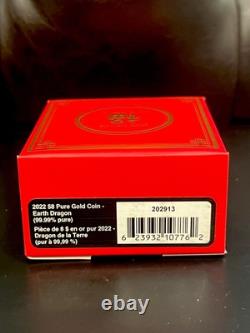 2022 $8 Pure Gold Coin -
Earth Dragon
(99.99% pure)
Pièce de 8 $ en or pur 2022 -
Dragon de la Terre
(pur à 99,99 %)
202913
6 23932 10776 2